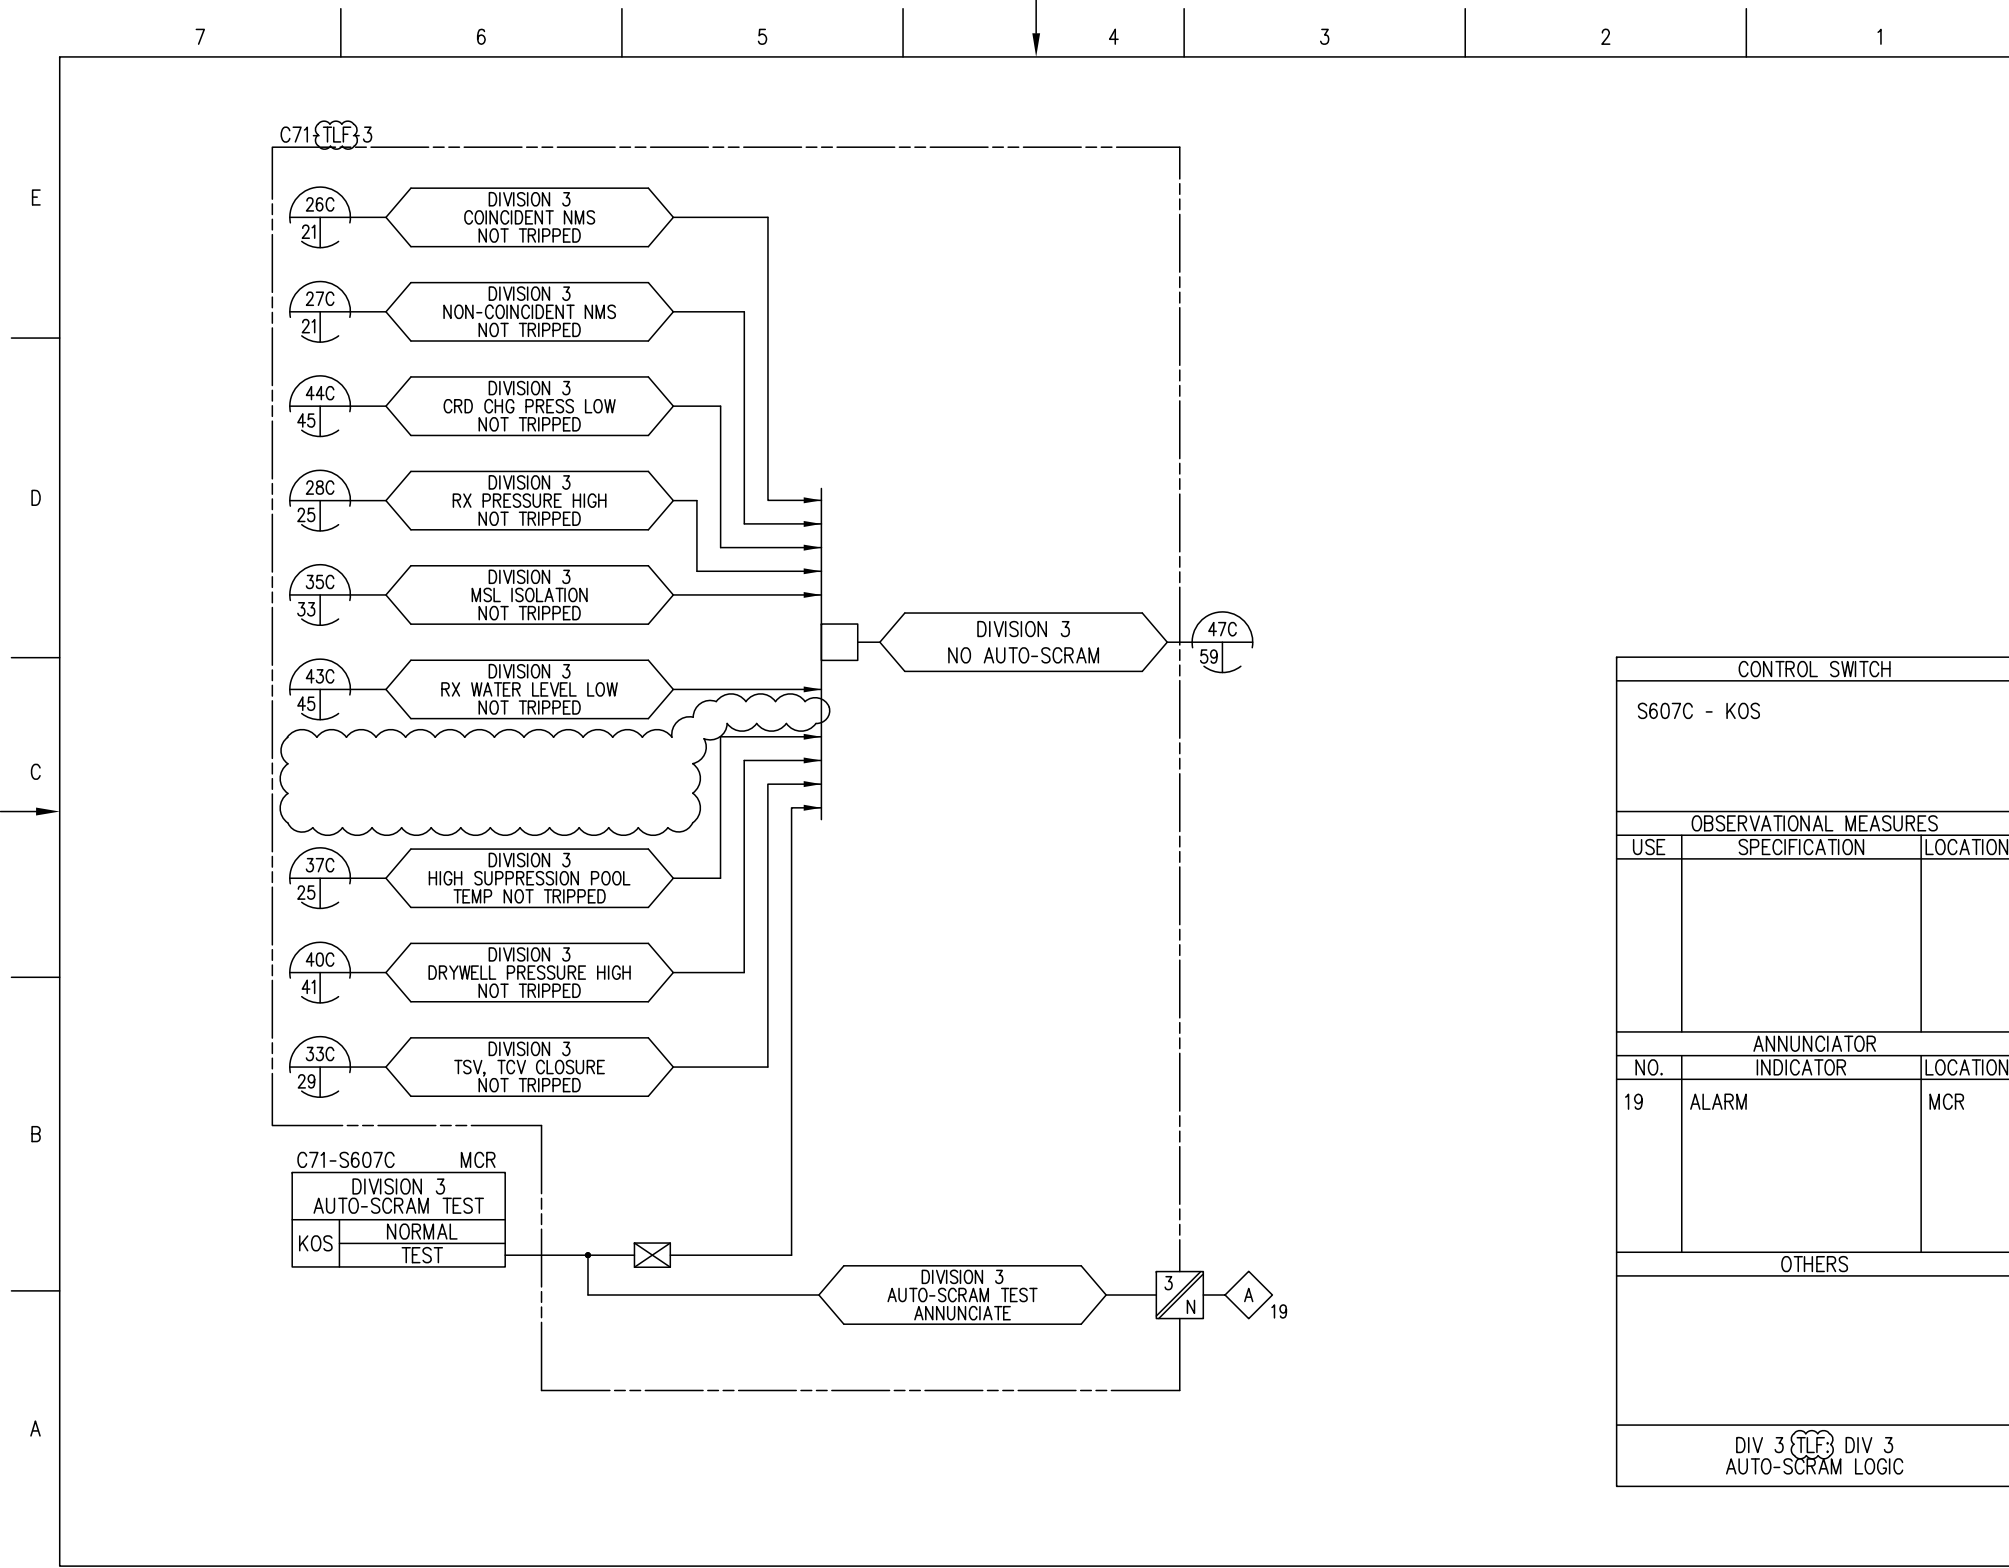 7 6 5 4 3 2 1
E
D
C
B
A
C71-TLF-3
26C
21
DIVISION 3
COINCIDENT NMS
NOT TRIPPED
27C
21
DIVISION 3
NON-COINCIDENT NMS
NOT TRIPPED
44C
45
DIVISION 3
CRD CHG PRESS LOW
NOT TRIPPED
28C
25
DIVISION 3
RX PRESSURE HIGH
NOT TRIPPED
35C
33
DIVISION 3
MSL ISOLATION
NOT TRIPPED
43C
45
DIVISION 3
RX WATER LEVEL LOW
NOT TRIPPED
37C
25
DIVISION 3
HIGH SUPPRESSION POOL
TEMP NOT TRIPPED
40C
41
DIVISION 3
DRYWELL PRESSURE HIGH
NOT TRIPPED
33C
29
DIVISION 3
TSV, TCV CLOSURE
NOT TRIPPED
DIVISION 3
NO AUTO-SCRAM
47C
59
C71-S607C MCR
DIVISION 3
AUTO-SCRAM TEST
KOS
NORMAL
TEST
DIVISION 3
AUTO-SCRAM TEST
ANNUNCIATE
3
N
A
19
CONTROL SWITCH
S607C - KOS
OBSERVATIONAL MEASURES
USE SPECIFICATION LOCATION
ANNUNCIATOR
NO. INDICATOR LOCATION
19 ALARM MCR
OTHERS
DIV 3 TLF: DIV 3
AUTO-SCRAM LOGIC